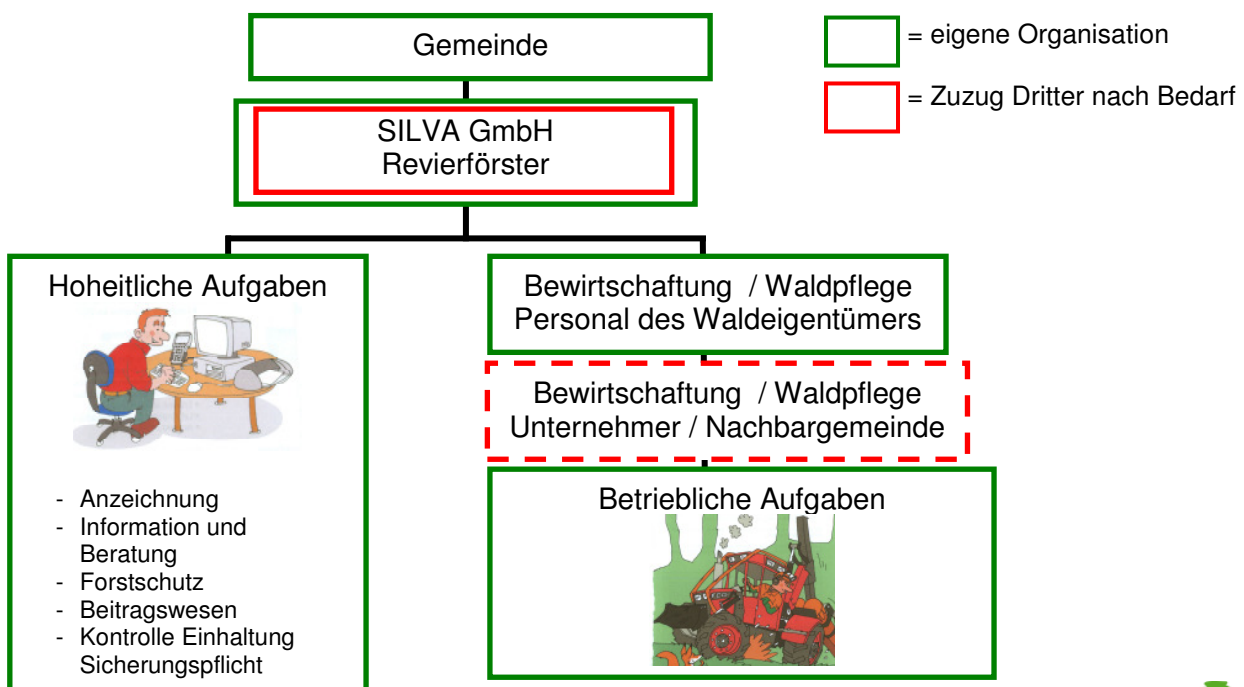 Gemeinde
= eigene Organisation
= Zuzug Dritter nach Bedarf
SILVA GmbH
Revierförster
Hoheitliche Aufgaben
- Anzeichnung
- Information und
Beratung
- Forstschutz
- Beitragswesen
- Kontrolle Einhaltung
Sicherungspflicht
Bewirtschaftung / Waldpflege
Personal des Waldeigentümers
Bewirtschaftung / Waldpflege
Unternehmer / Nachbargemeinde
Betriebliche Aufgaben